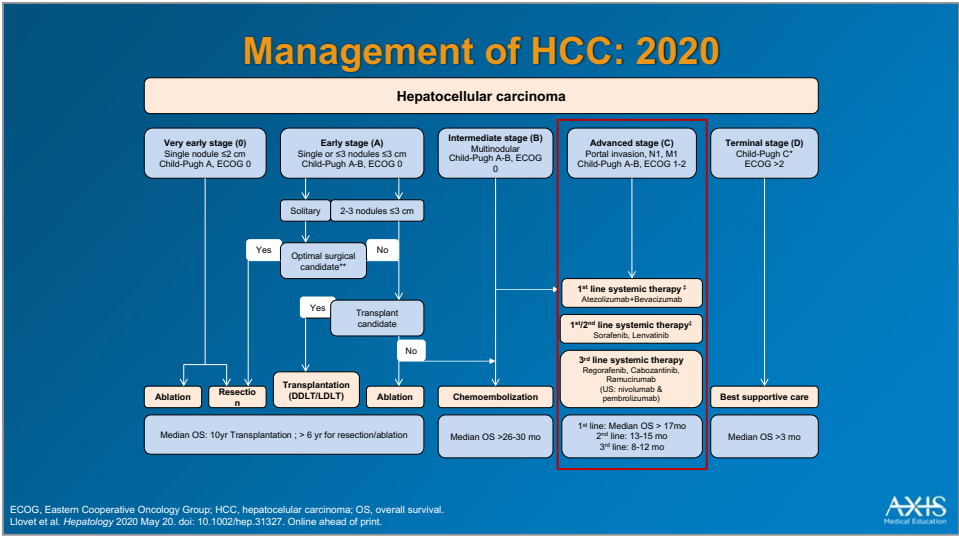 Management of HCC: 2020
Hepatocellular carcinoma
Very early stage (0)
Single nodule ≤2 cm
Child-Pugh A, ECOG 0
Early stage (A)
Single or ≤3 nodules ≤3 cm
Child-Pugh A-B, ECOG 0
Intermediate stage (B)
Multinodular
Child-Pugh A-B, ECOG
0
Advanced stage (C)
Portal invasion, N1, M1
Child-Pugh A-B, ECOG 1-2
Terminal stage (D)
Child-Pugh C*
ECOG >2
Solitary
2-3 nodules ≤3 cm
Yes
Optimal surgical
candidate**
No
Yes
Transplant
candidate
No
1st line systemic therapy ‡
Atezolizumab+Bevacizumab
1st/2nd line systemic therapy‡
Sorafenib, Lenvatinib
3rd line systemic therapy
Regorafenib, Cabozantinib,
Ramucirumab
(US: nivolumab &
pembrolizumab)
Ablation
Resectio
n
Transplantation
(DDLT/LDLT)
Ablation
Chemoembolization
Best supportive care
Median OS: 10yr Transplantation ; > 6 yr for resection/ablation
Median OS >26-30 mo
1st line: Median OS > 17mo
2nd line: 13-15 mo
3rd line: 8-12 mo
Median OS >3 mo
ECOG, Eastern Cooperative Oncology Group; HCC, hepatocelular carcinoma; OS, overall survival.
Llovet et al. Hepatology 2020 May 20. doi: 10.1002/hep.31327. Online ahead of print.
AXIS
Medical Education